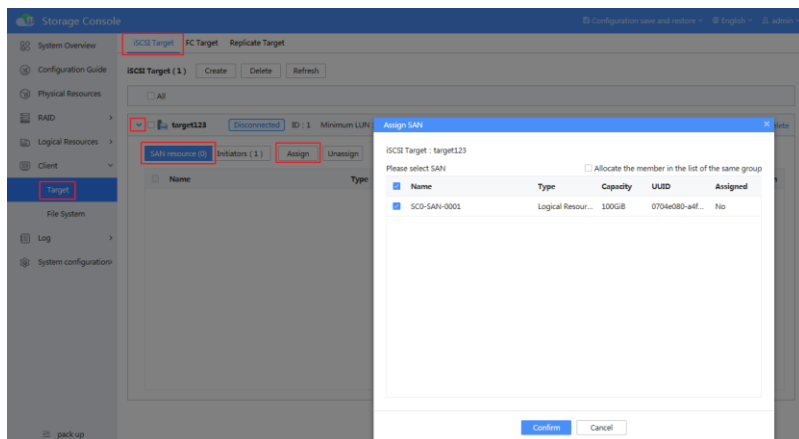 Storage Console
Configuration save and restore
English
admin
System Overview
Configuration Guide
Physical Resources
RAID
Logical Resources
Client
Target
File System
Log
System configuration
pack up
iSCSI Target FC Target Replicate Target
iSCSI Target ( 1 ) Create Delete Refresh
All
target123 Disconnected ID : 1 Minimum LUN
SAN resource (0) Initiators ( 1 ) Assign Unassign
Name Type
Assign SAN
iSCSI Target : target123
Please select SAN Allocate the member in the list of the same group
Name Type Capacity UUID Assigned
SC0-SAN-0001 Logical Resour... 100GiB 0704e080-a4f... No
Confirm Cancel